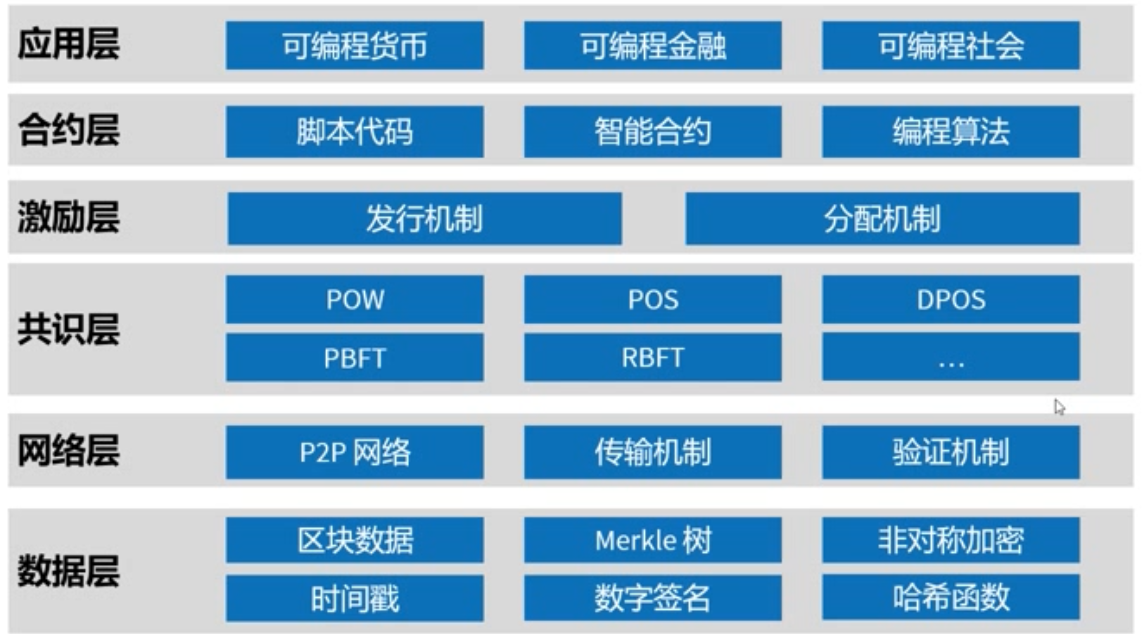 应用层
可编程货币
可编程金融
可编程社会
合约层
脚本代码
智能合约
编程算法
激励层
发行机制
分配机制
共识层
POW
POS
DPOS
PBFT
RBFT
...
网络层
P2P 网络
传输机制
验证机制
数据层
区块数据
Merkle 树
非对称加密
时间戳
数字签名
哈希函数